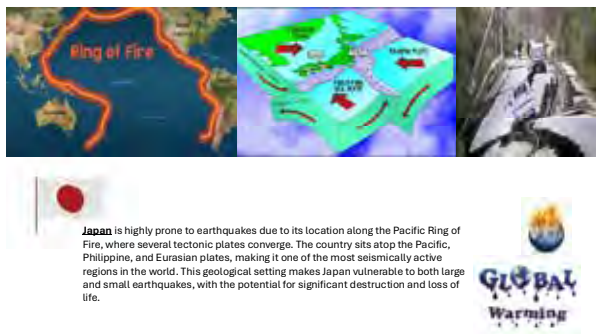 Ring of Fire
Japan is highly prone to earthquakes due to its location along the Pacific Ring of
Fire, where several tectonic plates converge. The country sits atop the Pacific,
Philippine, and Eurasian plates, making it one of the most seismically active
regions in the world. This geological setting makes Japan vulnerable to both large
and small earthquakes, with the potential for significant destruction and loss of
life.
GLOBAL
Warming